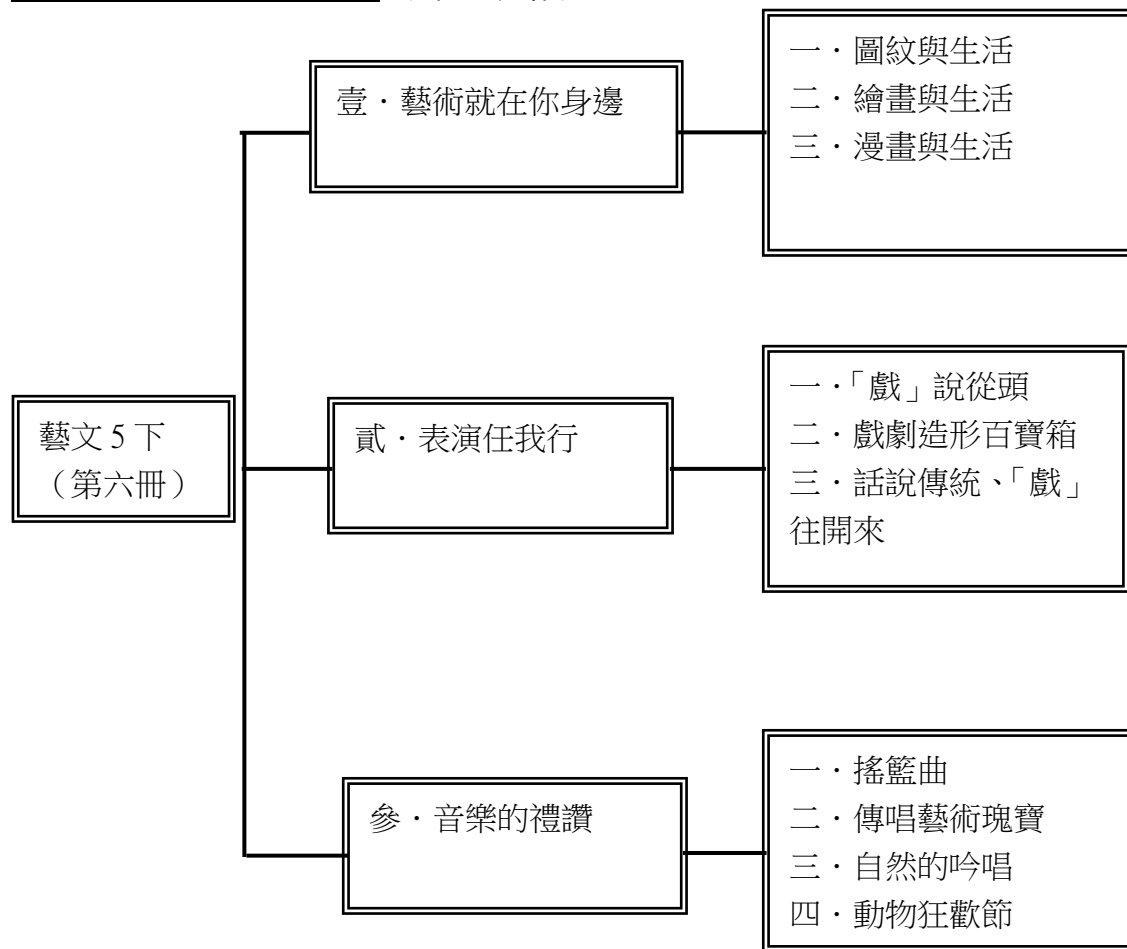 壹．藝術就在你身邊
一．圖紋與生活
二．繪畫與生活
三．漫畫與生活
藝文5下
（第六冊）
貳．表演任我行
一．「戲」說從頭
二．戲劇造形百寶箱
三．話說傳統、「戲」
往開來
參．音樂的禮讚
一．搖籃曲
二．傳唱藝術瑰寶
三．自然的吟唱
四．動物狂歡節